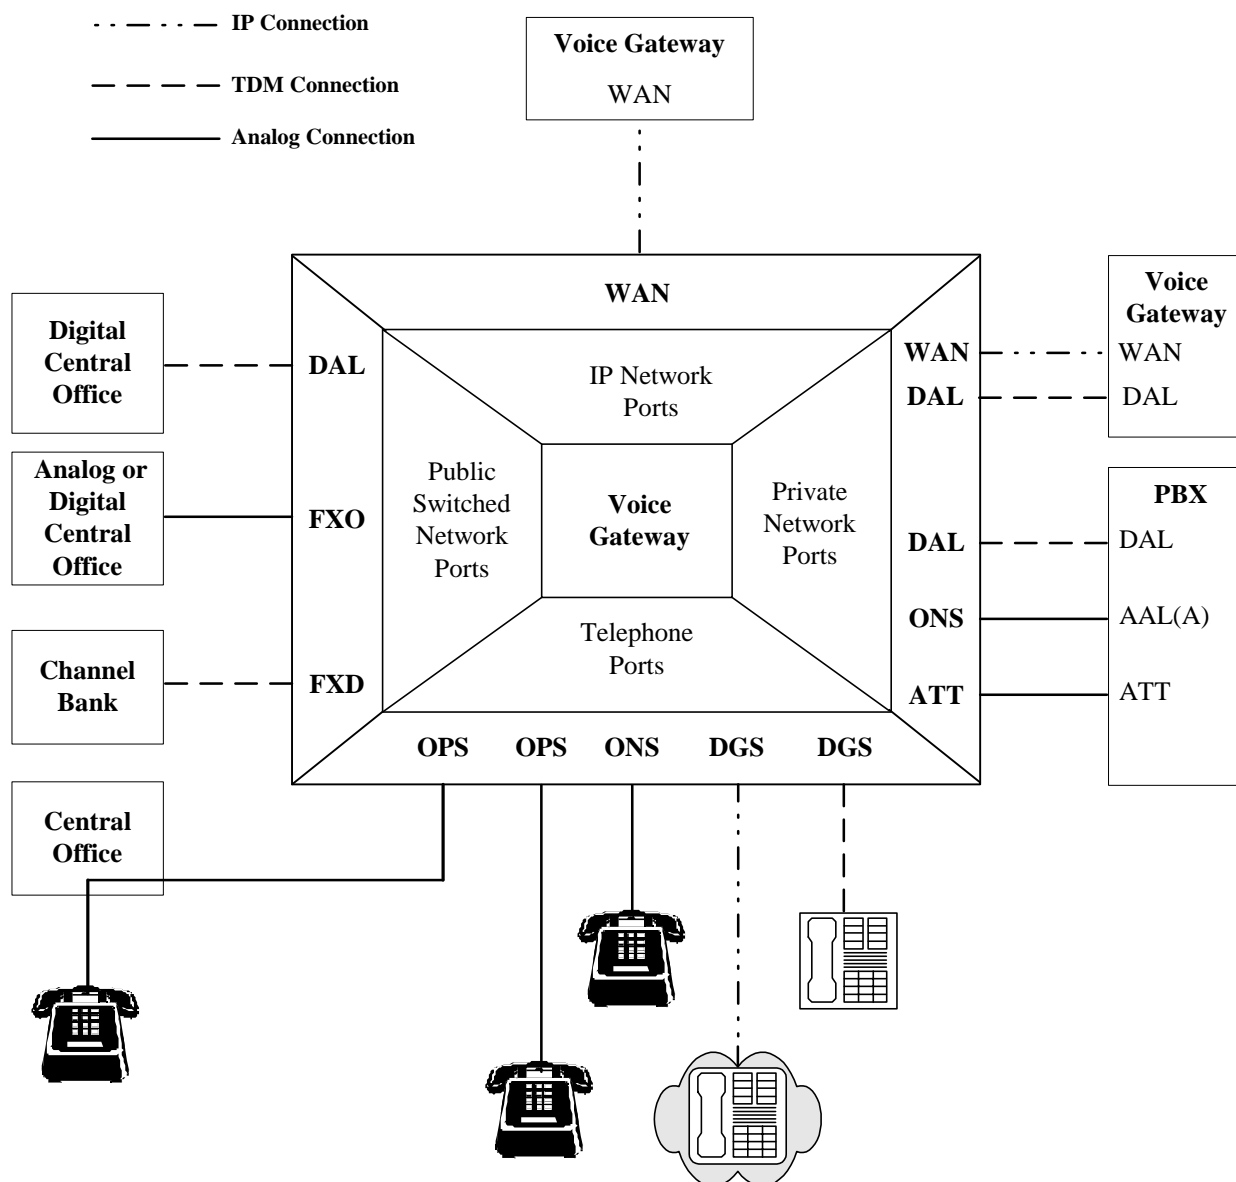 IP Connection
TDM Connection
Analog Connection
Voice Gateway
WAN
WAN
Digital
Central
Office
Analog or
Digital
Central
Office
Channel
Bank
Central
Office
DAL
FXO
FXD
IP Network
Ports
Public
Switched
Network
Ports
Voice
Gateway
Private
Network
Ports
Telephone
Ports
WAN
DAL
DAL
ONS
ATT
Voice
Gateway
WAN
DAL
PBX
DAL
AAL(A)
ATT
OPS OPS ONS DGS DGS